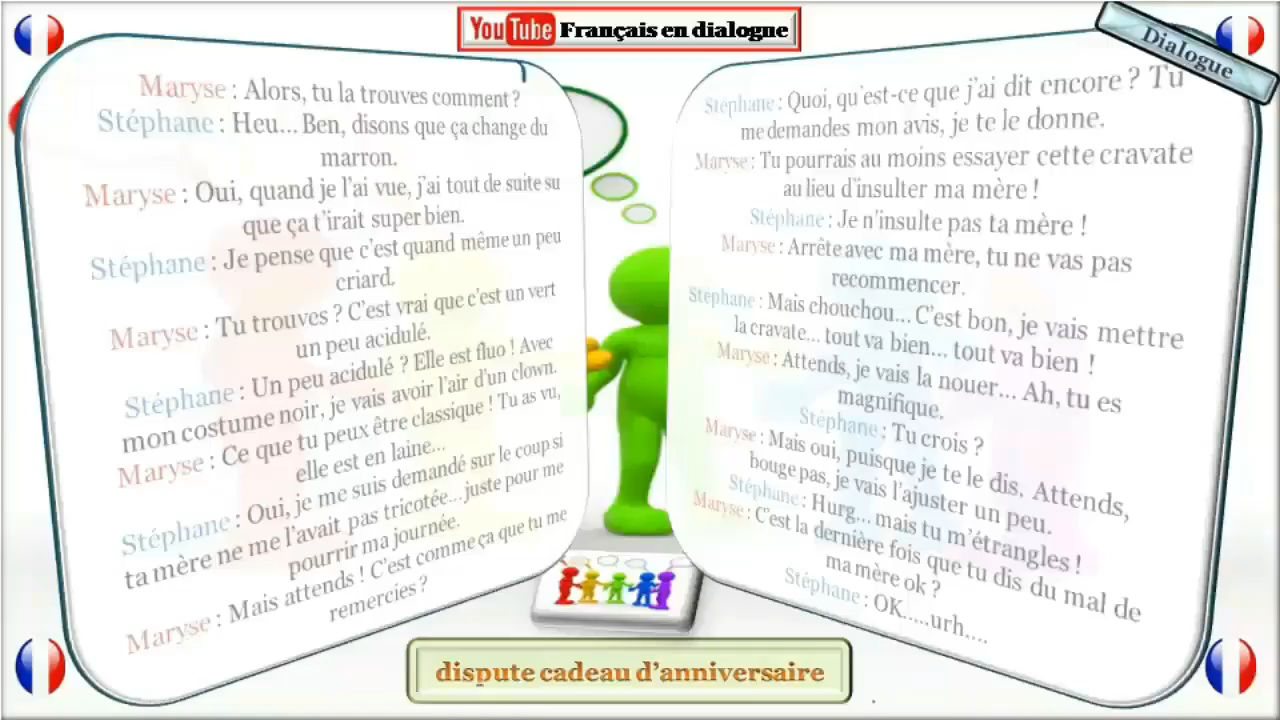 YouTube Français en dialogue
Dialogue
Maryse : Alors, tu la trouves comment ?
Stéphane : Heu... Ben, disons que ça change du
marron.
Maryse : Oui, quand je l'ai vue, j'ai tout de suite su
que ça t'irait super bien.
Stéphane : Je pense que c'est quand même un peu
criard.
Maryse : Tu trouves ? C'est vrai que c'est un vert
un peu acidulé.
Stéphane : Un peu acidulé ? Elle est fluo ! Avec
mon costume noir, je vais avoir l'air d'un clown.
Maryse : Ce que tu peux être classique ! Tu as vu,
elle est en laine...
Stéphane : Oui, je me suis demandé sur le coup si
ta mère ne me l'avait pas tricotée... juste pour me
pourrir ma journée.
Maryse : Mais attends ! C'est comme ça que tu me
remercies ?
Stéphane : Quoi, qu'est-ce que j'ai dit encore ? Tu
me demandes mon avis, je te le donne.
Maryse : Tu pourrais au moins essayer cette cravate
au lieu d'insulter ma mère !
Stéphane : Je n'insulte pas ta mère !
Maryse : Arrête avec ma mère, tu ne vas pas
recommencer.
Stéphane : Mais chouchou... C'est bon, je vais mettre
la cravate... tout va bien... tout va bien !
Maryse : Attends, je vais la nouer... Ah, tu es
magnifique.
Stéphane : Tu crois ?
Maryse : Mais oui, puisque je te le dis. Attends,
bouge pas, je vais l'ajuster un peu.
Stéphane : Hurg... mais tu m'étrangles !
Maryse : C'est la dernière fois que tu dis du mal de
ma mère ok ?
Stéphane : OK.....urh....
dispute cadeau d'anniversaire